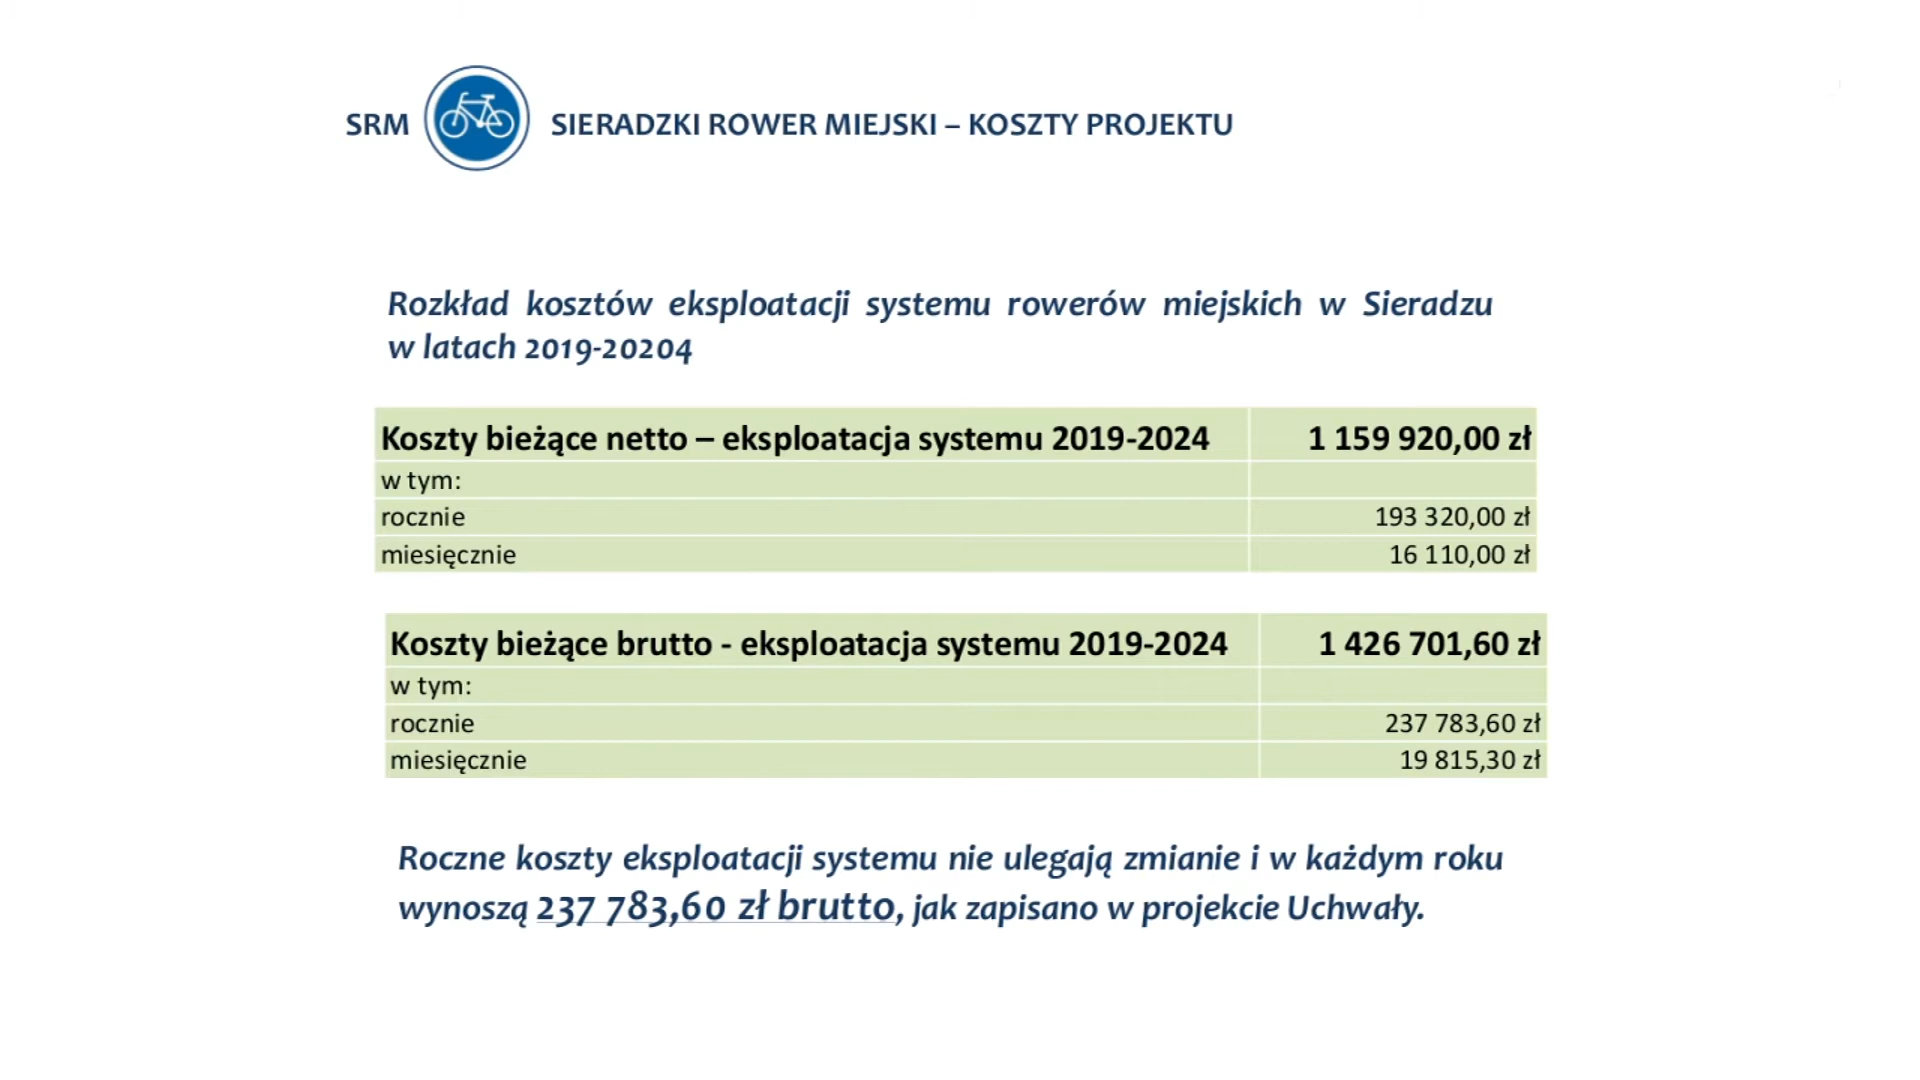 SRM SIERADZKI ROWER MIEJSKI – KOSZTY PROJEKTU
Rozkład kosztów eksploatacji systemu rowerów miejskich w Sieradzu
w latach 2019-20204
Koszty bieżące netto – eksploatacja systemu 2019-2024 1 159 920,00 zł
w tym:
rocznie 193 320,00 zł
miesięcznie 16 110,00 zł
Koszty bieżące brutto - eksploatacja systemu 2019-2024 1 426 701,60 zł
w tym:
rocznie 237 783,60 zł
miesięcznie 19 815,30 zł
Roczne koszty eksploatacji systemu nie ulegają zmianie i w każdym roku
wynoszą 237 783,60 zł brutto, jak zapisano w projekcie Uchwały.